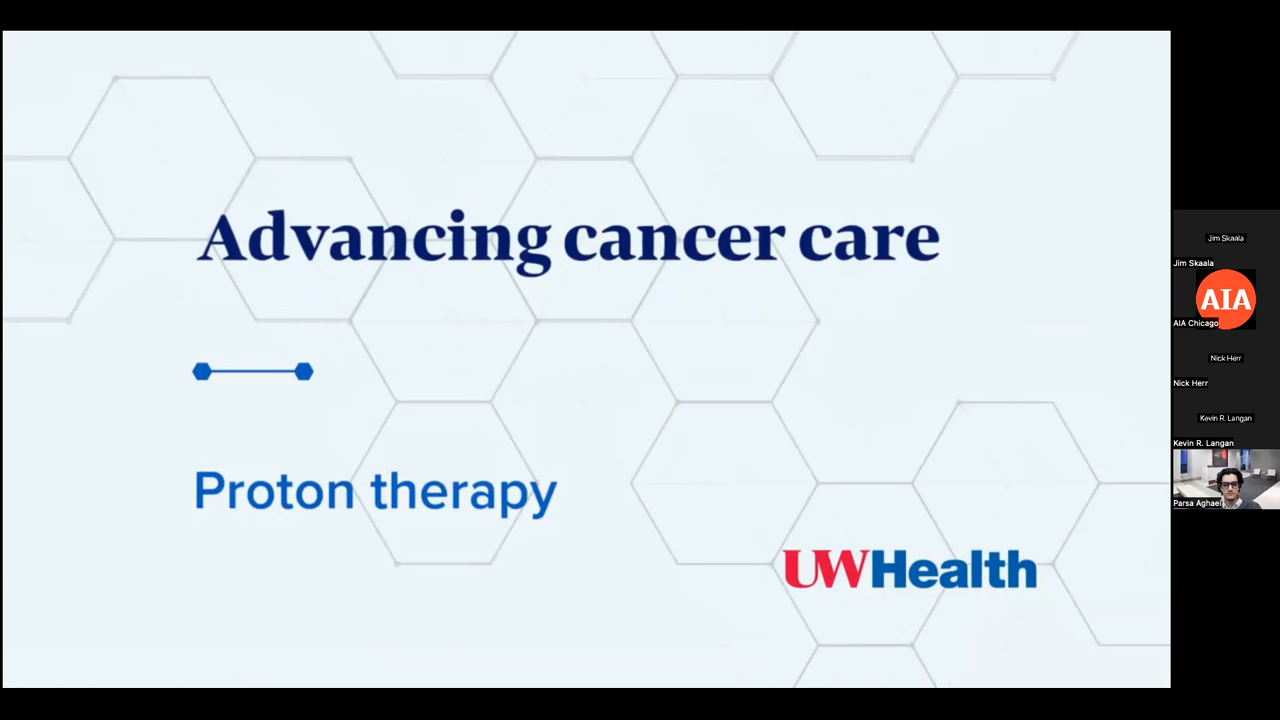 Advancing cancer care
Proton therapy
UWHealth
Jim Skaala
Jim Skaala
AIA
AIA Chicago
Nick Herr
Nick Herr
Kevin R. Langan
Kevin R. Langan
Parsa Aghaei